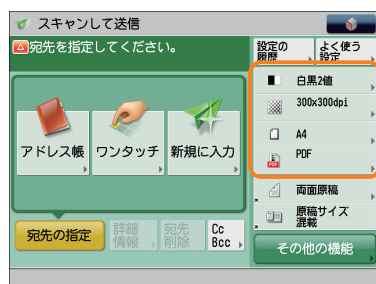 スキャンして送信
宛先を指定してください。
設定の
履歴
よく使う
設定
白黒2値
300x300dpi
A4
PDF
アドレス帳
ワンタッチ
新規に入力
両面原稿
原稿サイズ
混載
宛先の指定
詳細
情報
宛先
削除
Cc
Bcc
その他の機能